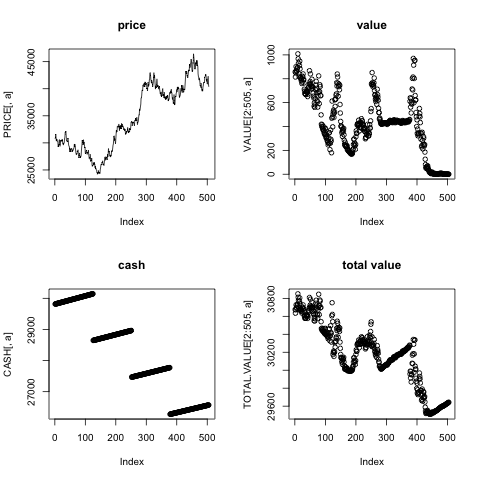 price
PRICE[, a]
25000 35000 45000
0 100 200 300 400 500
Index
value
VALUE[2:505, a]
0 200 600 1000
0 100 200 300 400 500
Index
cash
CASH[, a]
27000 29000
0 100 200 300 400 500
Index
total value
TOTAL.VALUE[2:505, a]
29600 30200 30800
0 100 200 300 400 500
Index